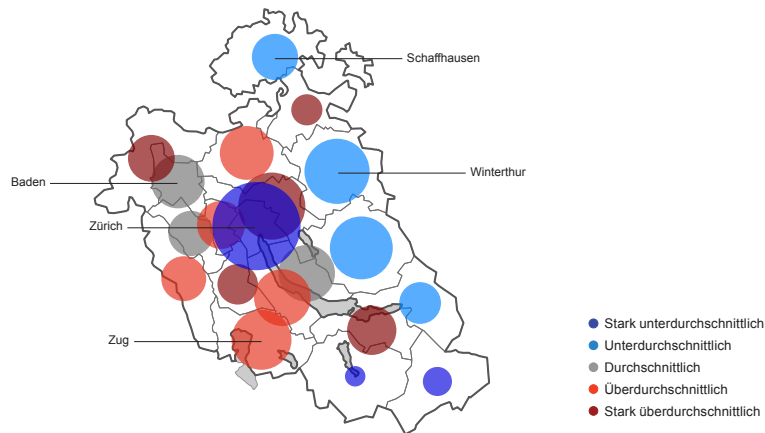 Schaffhausen
Winterthur
Baden
Zürich
Zug
Stark unterdurchschnittlich
Unterdurchschnittlich
Durchschnittlich
Überdurchschnittlich
Stark überdurchschnittlich